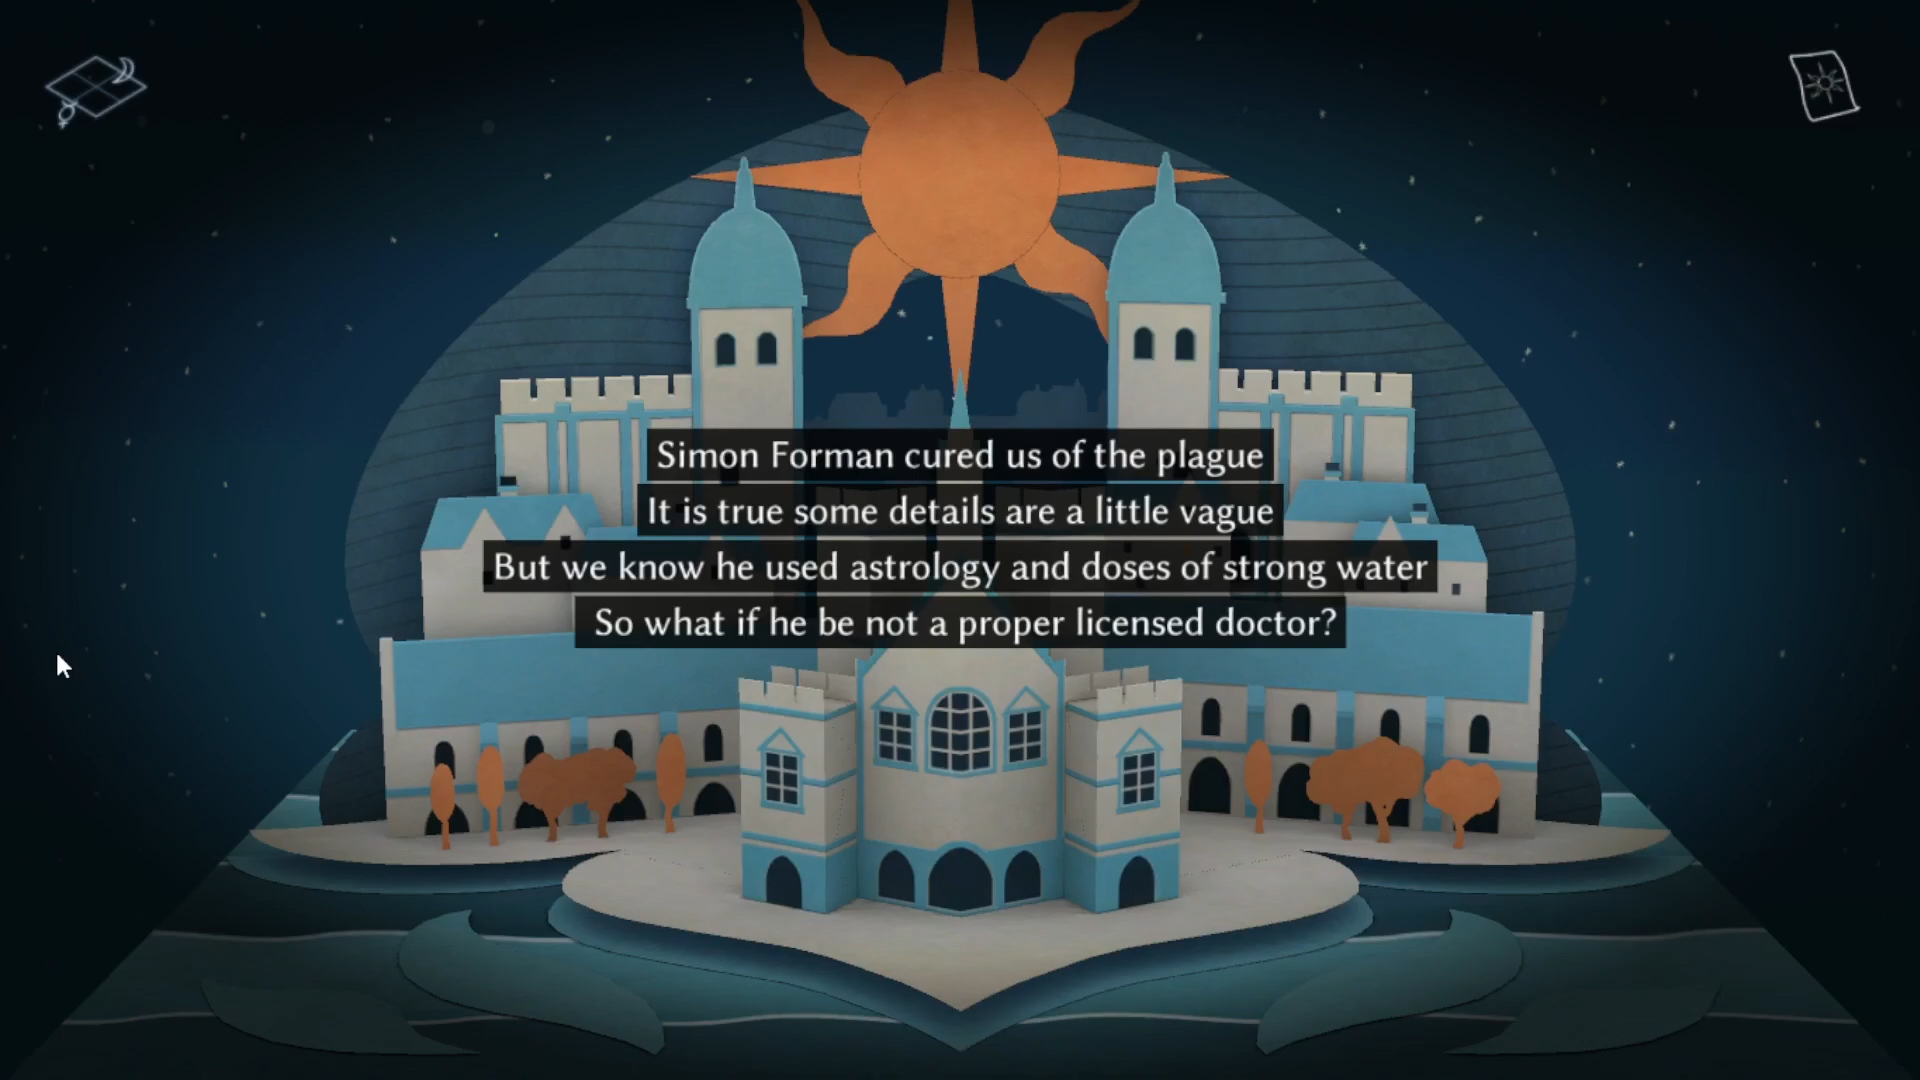 Simon Forman cured us of the plague
It is true some details are a little vague
But we know he used astrology and doses of strong water
So what if he be not a proper licensed doctor?